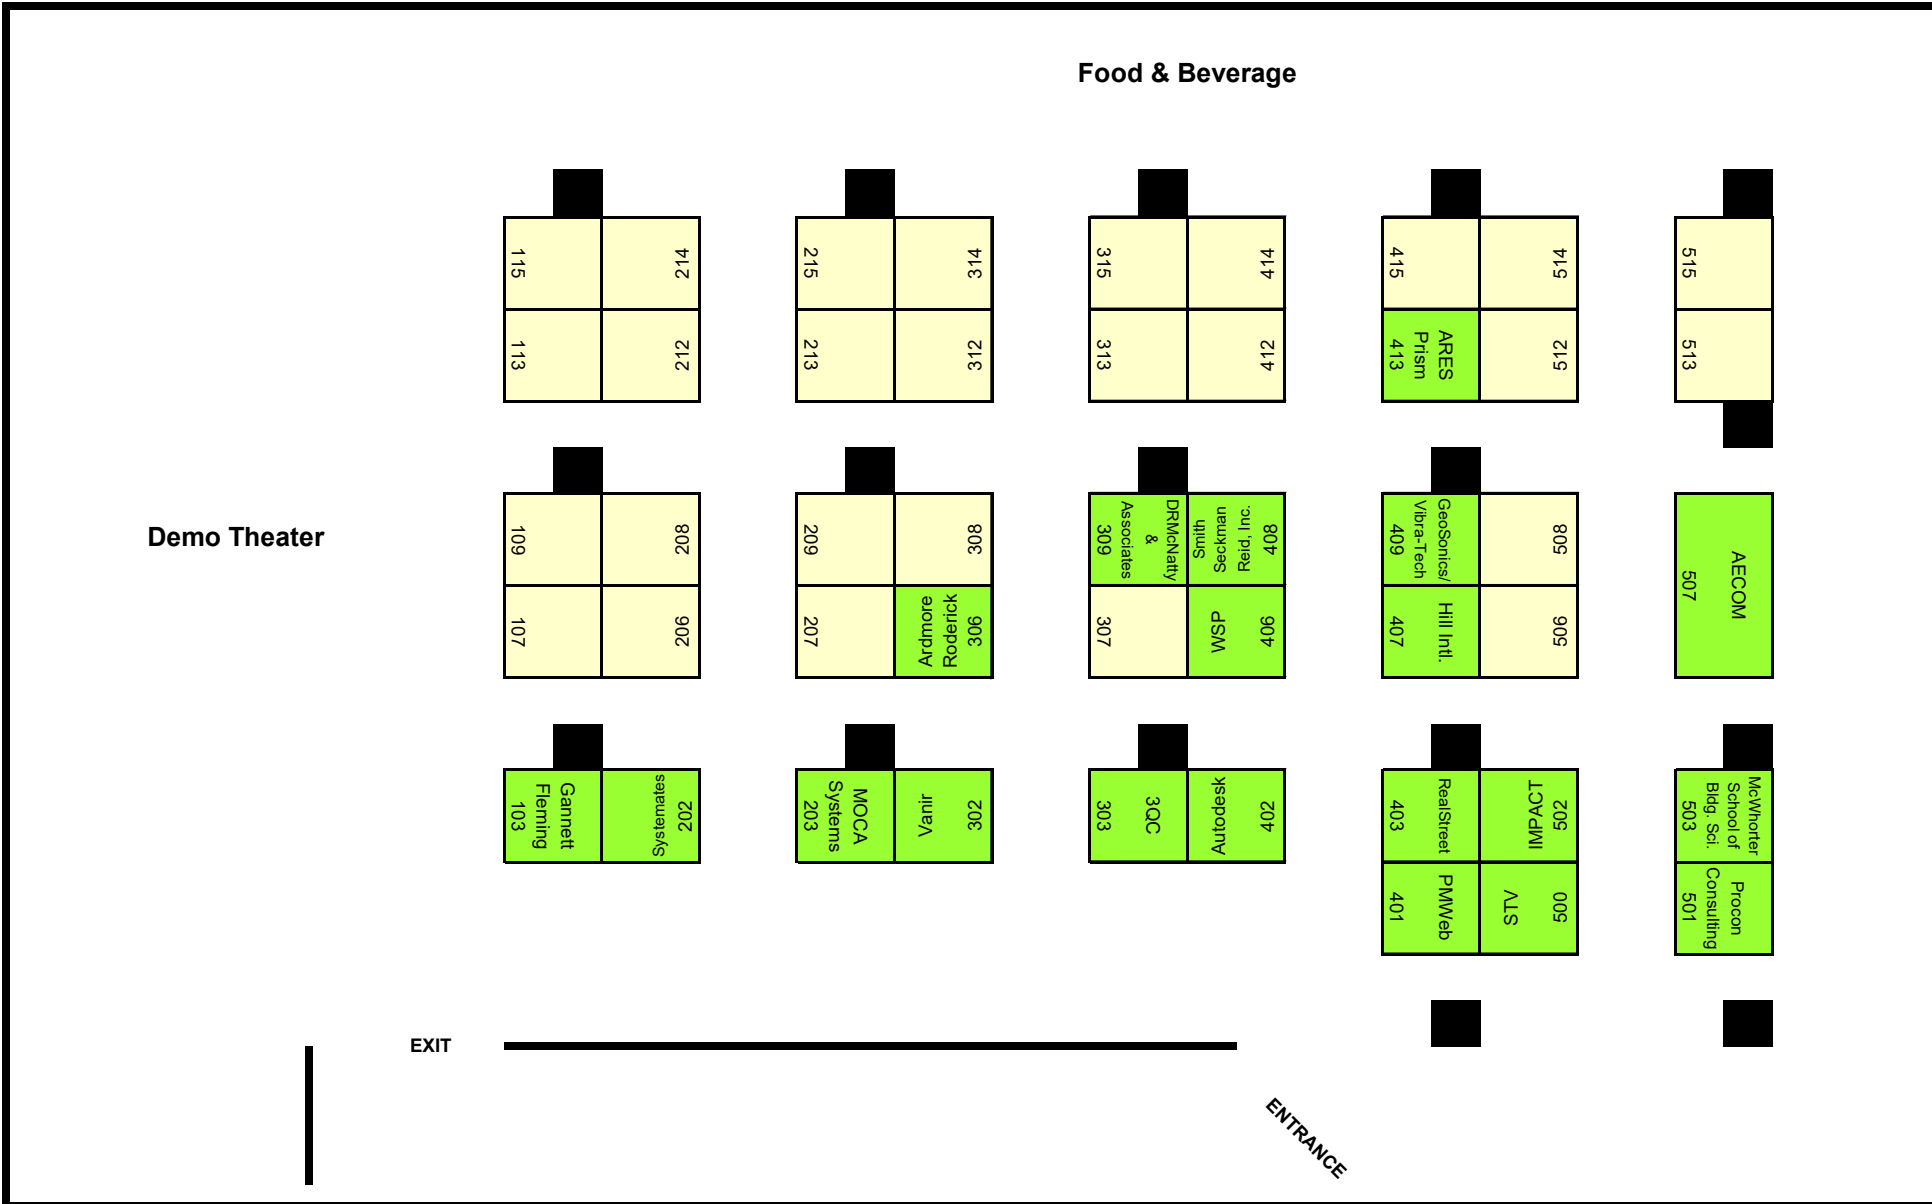 Food & Beverage
115
214
215
314
315
414
415
514
515
113
212
213
312
313
412
ARES
Prism
413
512
513
Demo Theater
109
208
209
308
DRMcNatty
&
Associates
309
Smith
Seckman
Reid, Inc.
408
GeoSonics/
Vibra-Tech
409
508
AECOM
507
107
206
207
Ardmore
Roderick
306
307
WSP
406
Hill Intl.
407
506
Gannett
Fleming
103
Systemates
202
MOCA
Systems
203
Vanir
302
3QC
303
Autodesk
402
RealStreet
403
IMPACT
502
McWhorter
School of
Bldg. Sci.
503
PMWeb
401
STV
500
Procon
Consulting
501
EXIT
ENTRANCE